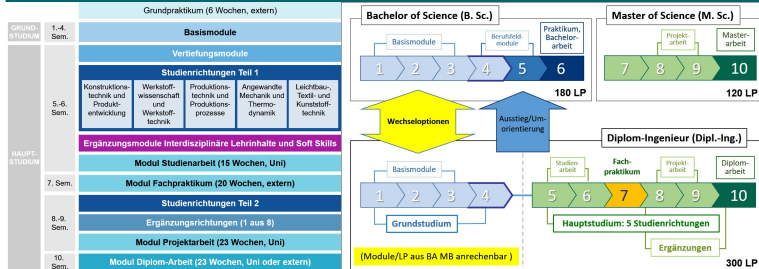 Grundpraktikum (6 Wochen, extern)
GRUND-
STUDIUM
1.-4.
Sem.
Basismodule
HAUPT-
STUDIUM
5.-6.
Sem.
Vertiefungsmodule
Studienrichtungen Teil 1
Konstruktions-
technik und
Produkt-
entwicklung
Werkstoff-
wissenschaft
und
Werkstoff-
technik
Produktions-
technik und
Produktions-
prozesse
Angewandte
Mechanik und
Thermo-
dynamik
Leichtbau-,
Textil- und
Kunststoff-
technik
Ergänzungsmodule Interdisziplinäre Lehrinhalte und Soft Skills
Modul Studienarbeit (15 Wochen, Uni)
7. Sem.
Modul Fachpraktikum (20 Wochen, extern)
8.-9.
Sem.
Studienrichtungen Teil 2
Ergänzungsrichtungen (1 aus 8)
Modul Projektarbeit (23 Wochen, Uni)
10.
Sem.
Modul Diplom-Arbeit (23 Wochen, Uni oder extern)
Bachelor of Science (B. Sc.)
Basismodule
Berufsfeld-
module
Praktikum,
Bachelor-
arbeit
1 2 3 4 5 6
180 LP
Master of Science (M. Sc.)
Projekt-
arbeit
Master-
arbeit
7 8 9 10
120 LP
Wechseloptionen
Ausstieg/Um-
orientierung
Diplom-Ingenieur (Dipl.-Ing.)
Basismodule
Studien-
arbeit
Fach-
praktikum
Projekt-
arbeit
Diplom-
arbeit
1 2 3 4 5 6 7 8 9 10
Grundstudium
Hauptstudium: 5 Studienrichtungen
Ergänzungen
(Module/LP aus BA MB anrechenbar )
300 LP